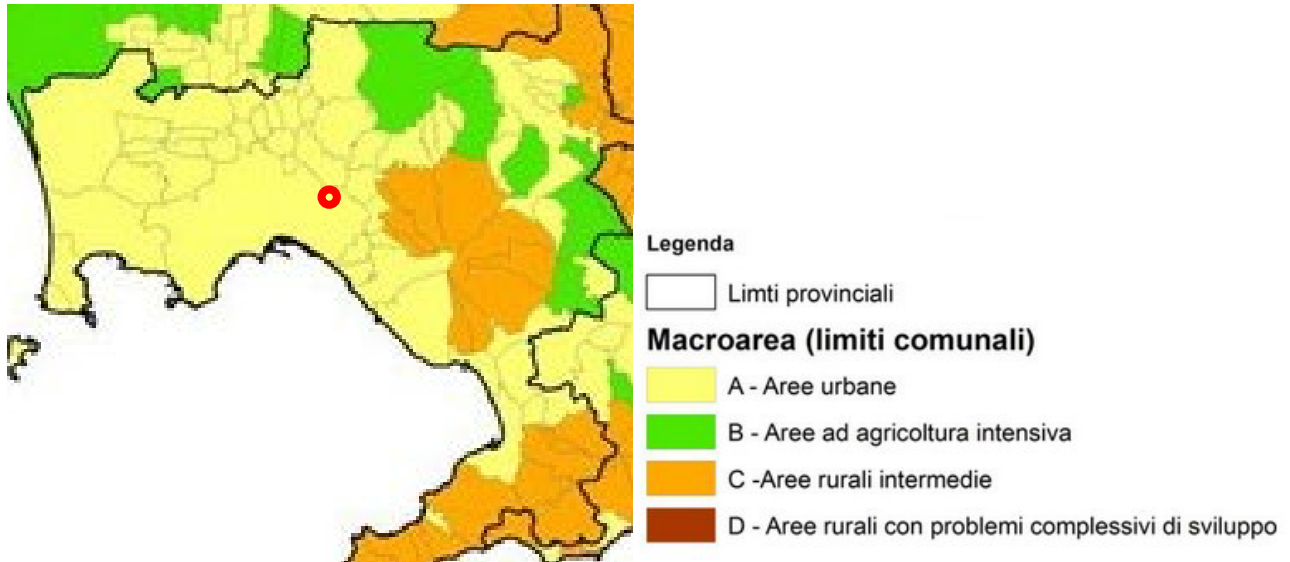 Legenda
Limti provinciali
Macroarea (limiti comunali)
A - Aree urbane
B - Aree ad agricoltura intensiva
C -Aree rurali intermedie
D - Aree rurali con problemi complessivi di sviluppo